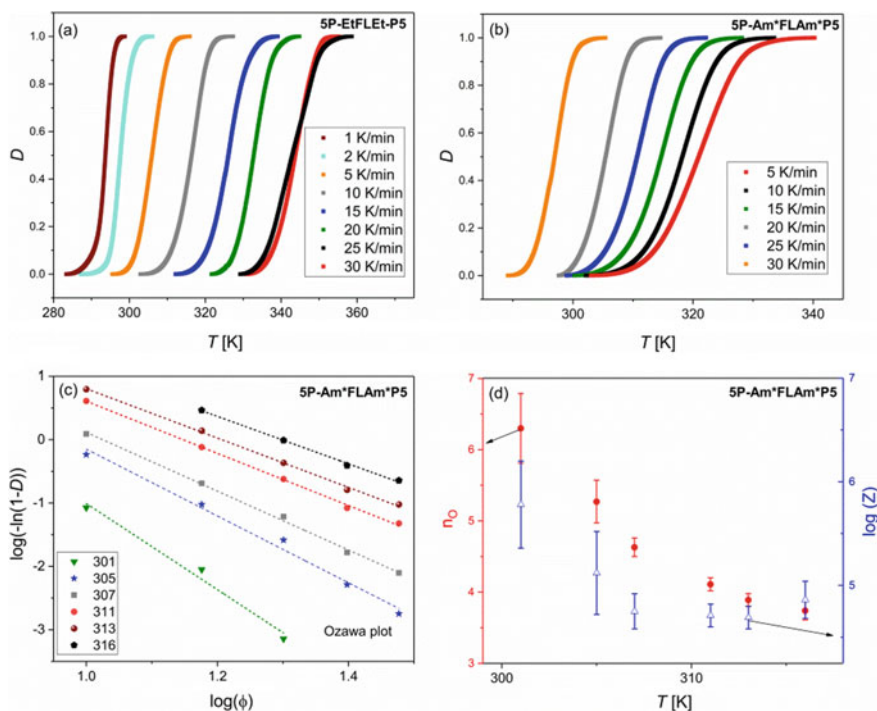 (a)
5P-EtFLEt-P5
D
1.0
0.8
0.6
0.4
0.2
0.0
1 K/min
2 K/min
5 K/min
10 K/min
15 K/min
20 K/min
25 K/min
30 K/min
280 300 320 340 360
T [K]
(b)
5P-Am*FLAm*P5
D
1.0
0.8
0.6
0.4
0.2
0.0
5 K/min
10 K/min
15 K/min
20 K/min
25 K/min
30 K/min
300 320 340
T [K]
(c)
5P-Am*FLAm*P5
log(-ln(1-D))
1
0
-1
-2
-3
301
305
307
311
313
316
Ozawa plot
1.0 1.2 1.4
log(ϕ)
(d)
5P-Am*FLAm*P5
nO
7
6
5
4
3
log (Z)
7
6
5
300 310
T [K]